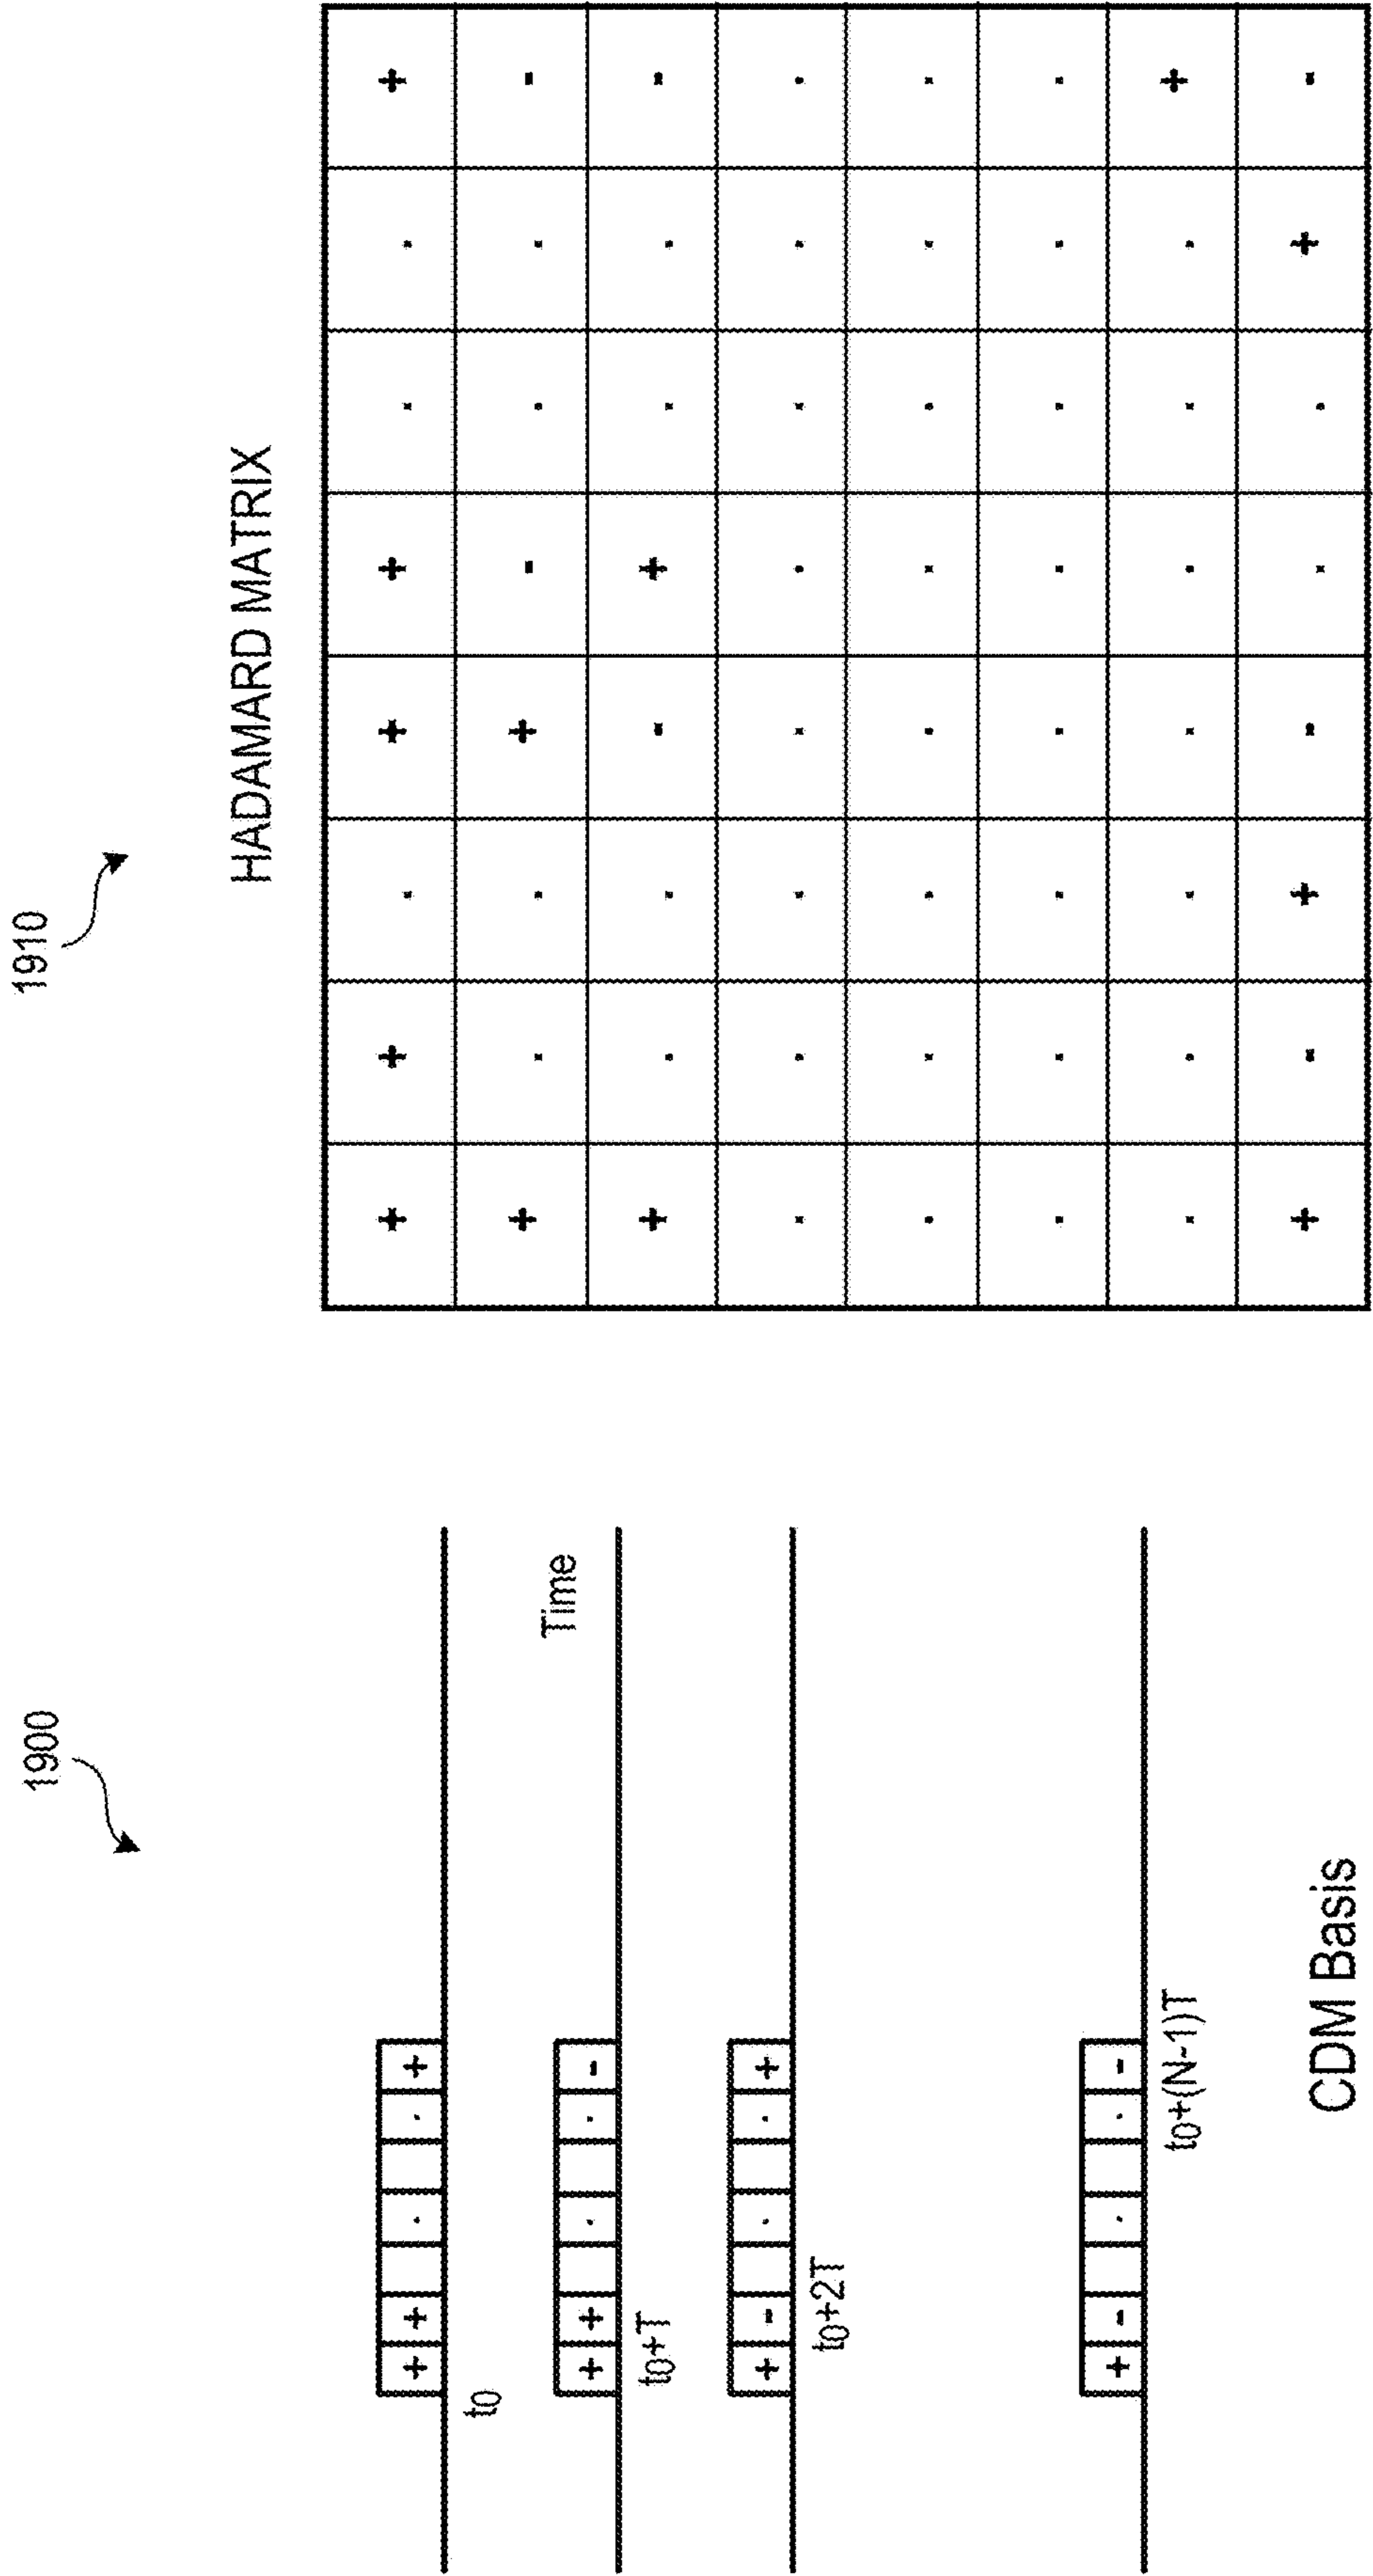 1900
+ + . . +
t0
+ + . . -
Time
t0+T
+ - . . +
t0+2T
+ - . . -
t0+(N-1)T
CDM Basis
1910
HADAMARD MATRIX
+ + . + + . . +
+ . . + - . . -
+ . . - + . . -
. . . . . . . .
. . . . . . . .
. . . . . . . .
. . . . . . . +
+ - + - . . + -